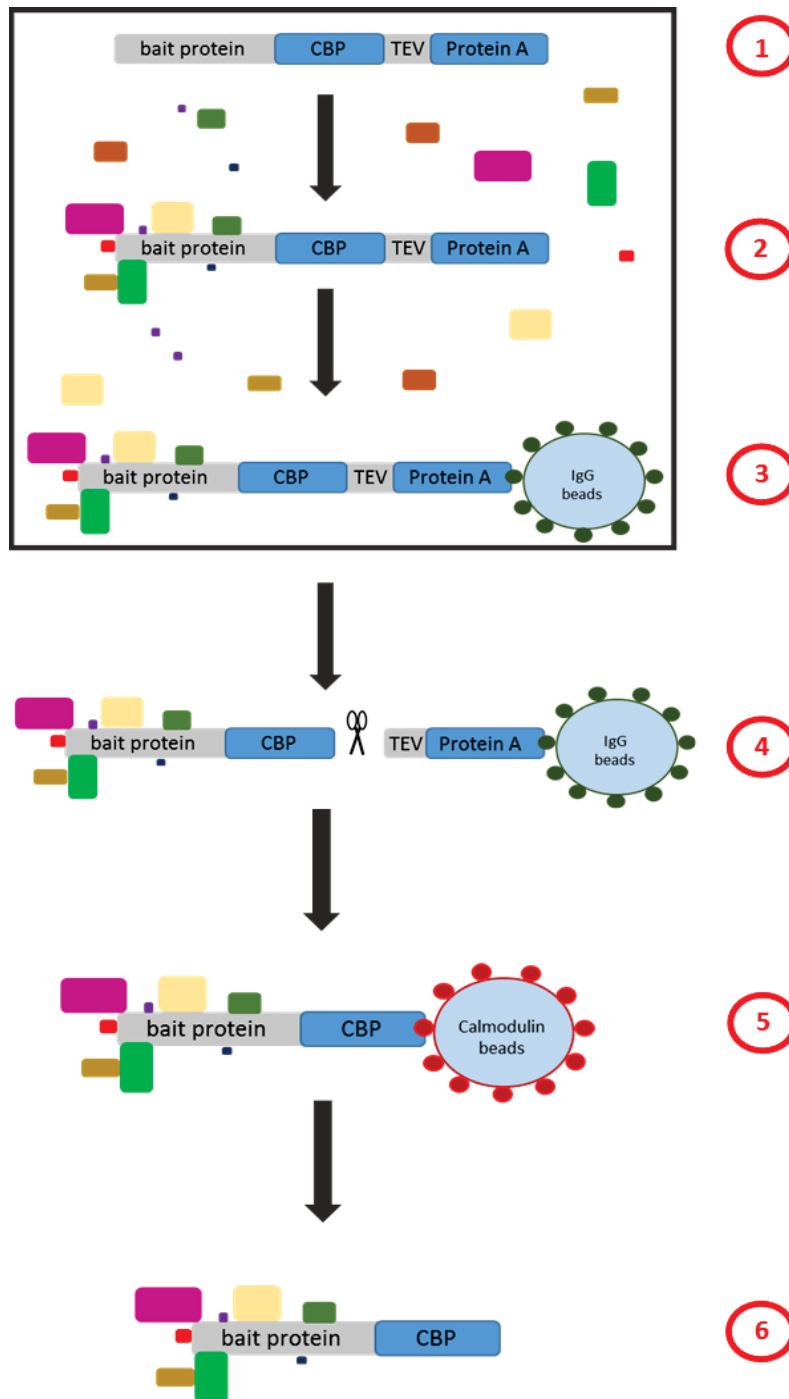 bait protein CBP TEV Protein A 1
bait protein CBP TEV Protein A 2
bait protein CBP TEV Protein A IgG 3
beads
bait protein CBP TEV Protein A IgG 4
beads
bait protein CBP Calmodulin 5
beads
bait protein CBP 6